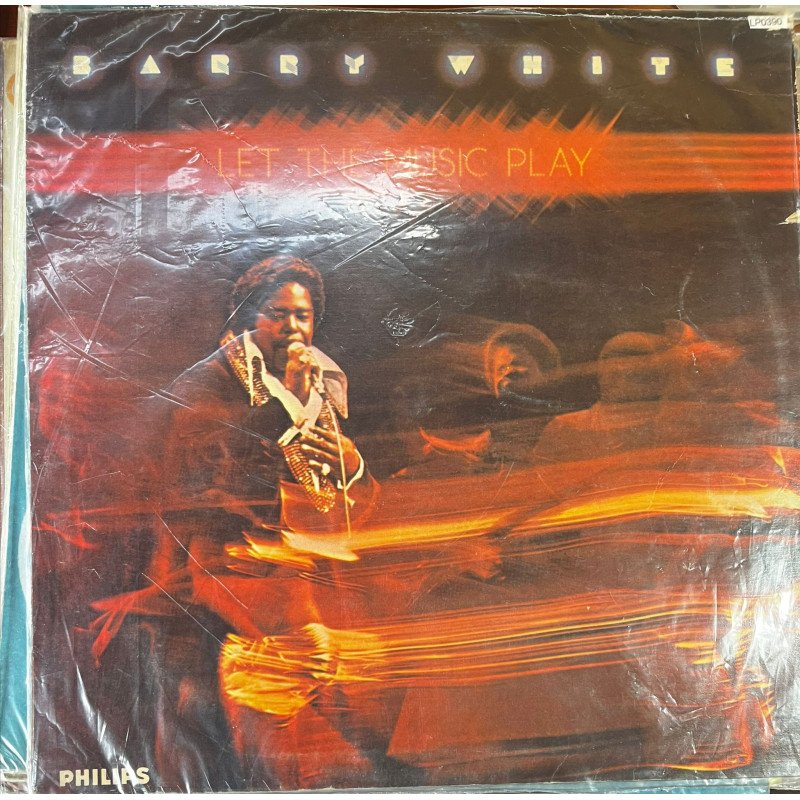 LP0390
BARRY WHITE
LET THE MUSIC PLAY
PHILIPS